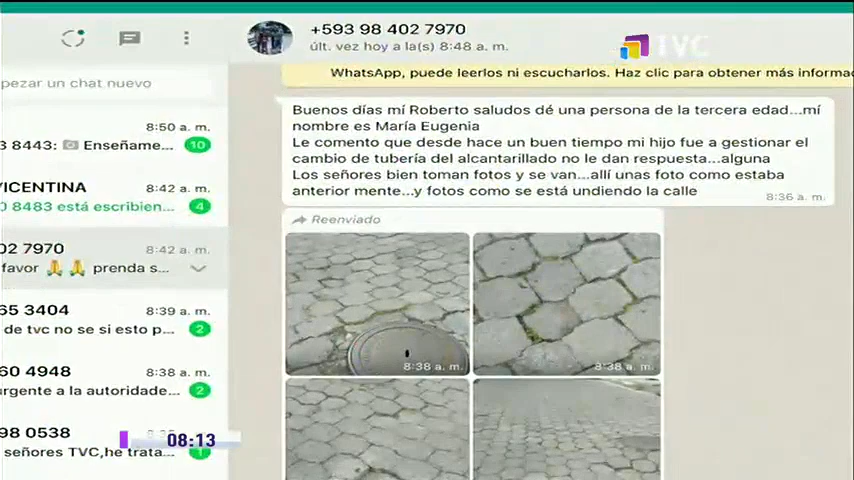 +593 98 402 7970
últ. vez hoy a la(s) 8:48 a. m.
TVC
pezar un chat nuevo
WhatsApp, puede leerlos ni escucharlos. Haz clic para obtener más informac
8:50 a. m.
3 8443: Enséñame... 10
VICENTINA 8:42 a. m.
0 8483 está escribien... 4
02 7970 8:42 a. m.
favor 🙏 🙏 prenda s...
65 3404 8:39 a. m.
de tvc no se si esto p... 2
60 4948 8:38 a. m.
urgente a la autoridade... 2
98 0538
señores TVC,he trata... 1
08:13
Buenos días mí Roberto saludos dé una persona de la tercera edad...mí
nombre es María Eugenia
Le comento que desde hace un buen tiempo mi hijo fue a gestionar el
cambio de tubería del alcantarillado no le dan respuesta...alguna
Los señores bien toman fotos y se van...allí unas foto como estaba
anterior mente...y fotos como se está undiendo la calle
8:36 a. m.
Reenviado
8:38 a. m.
8:38 a. m.